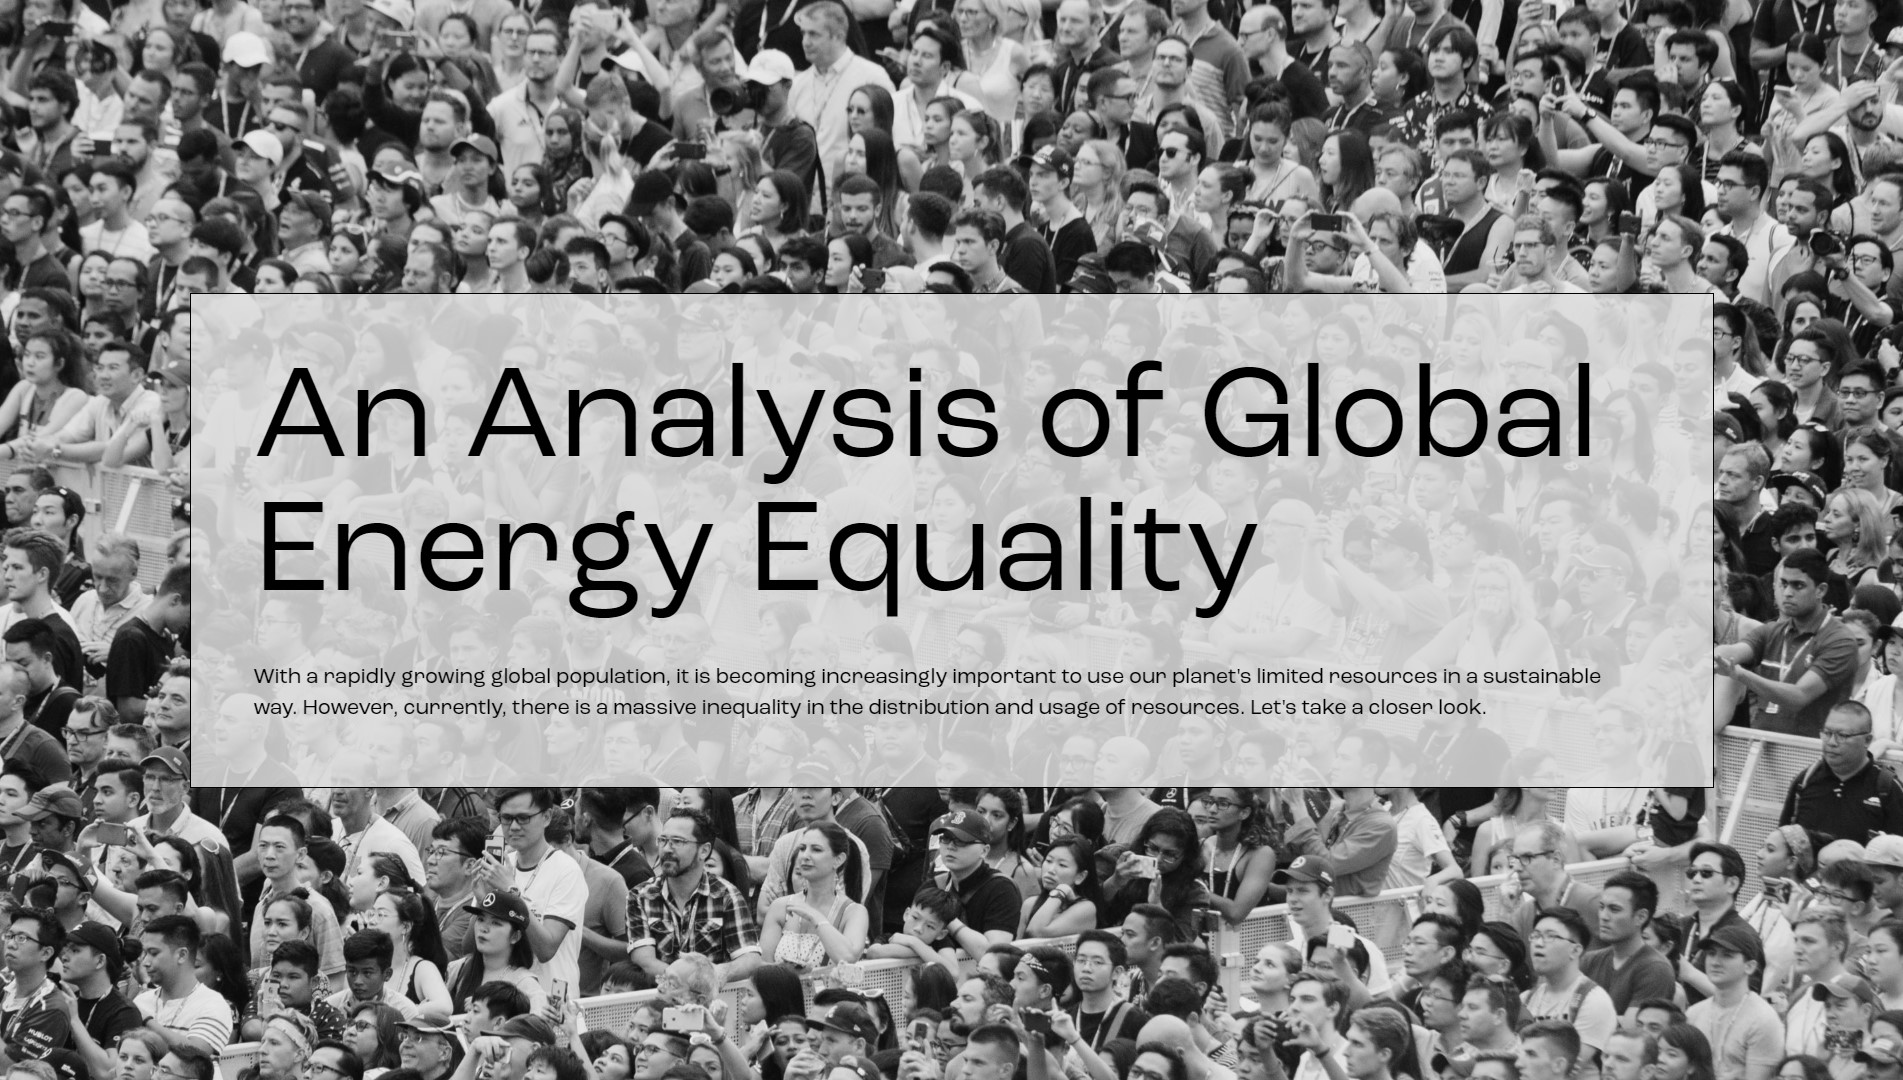 An Analysis of Global
Energy Equality
With a rapidly growing global population, it is becoming increasingly important to use our planet's limited resources in a sustainable
way. However, currently, there is a massive inequality in the distribution and usage of resources. Let's take a closer look.